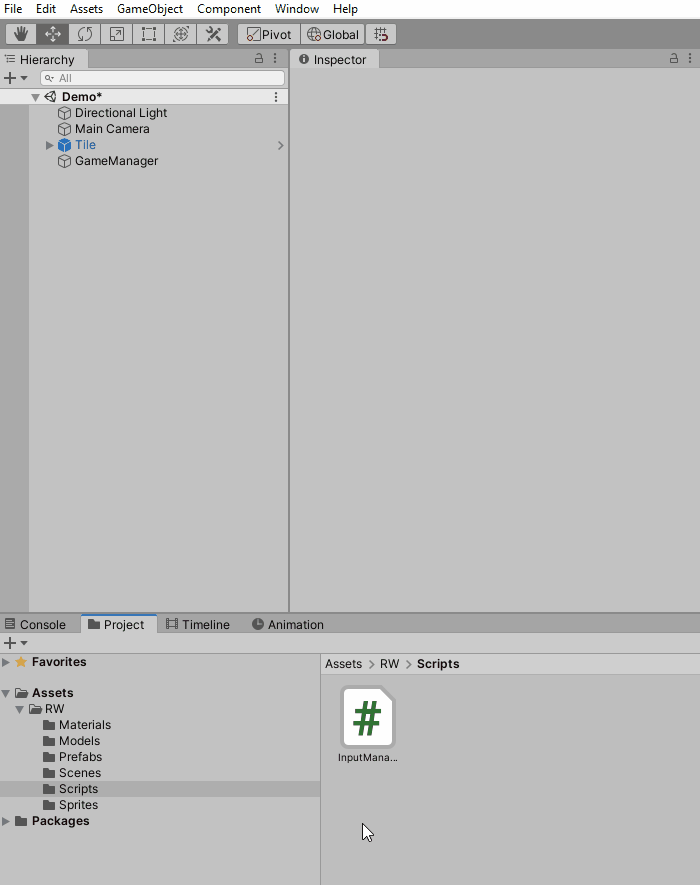 File Edit Assets GameObject Component Window Help
Pivot Global
Hierarchy
Inspector
All
Demo*
Directional Light
Main Camera
Tile
GameManager
Console Project Timeline Animation
Favorites
Assets > RW > Scripts
Assets
RW
Materials
Models
Prefabs
Scenes
Scripts
Sprites
Packages
#
InputMana...